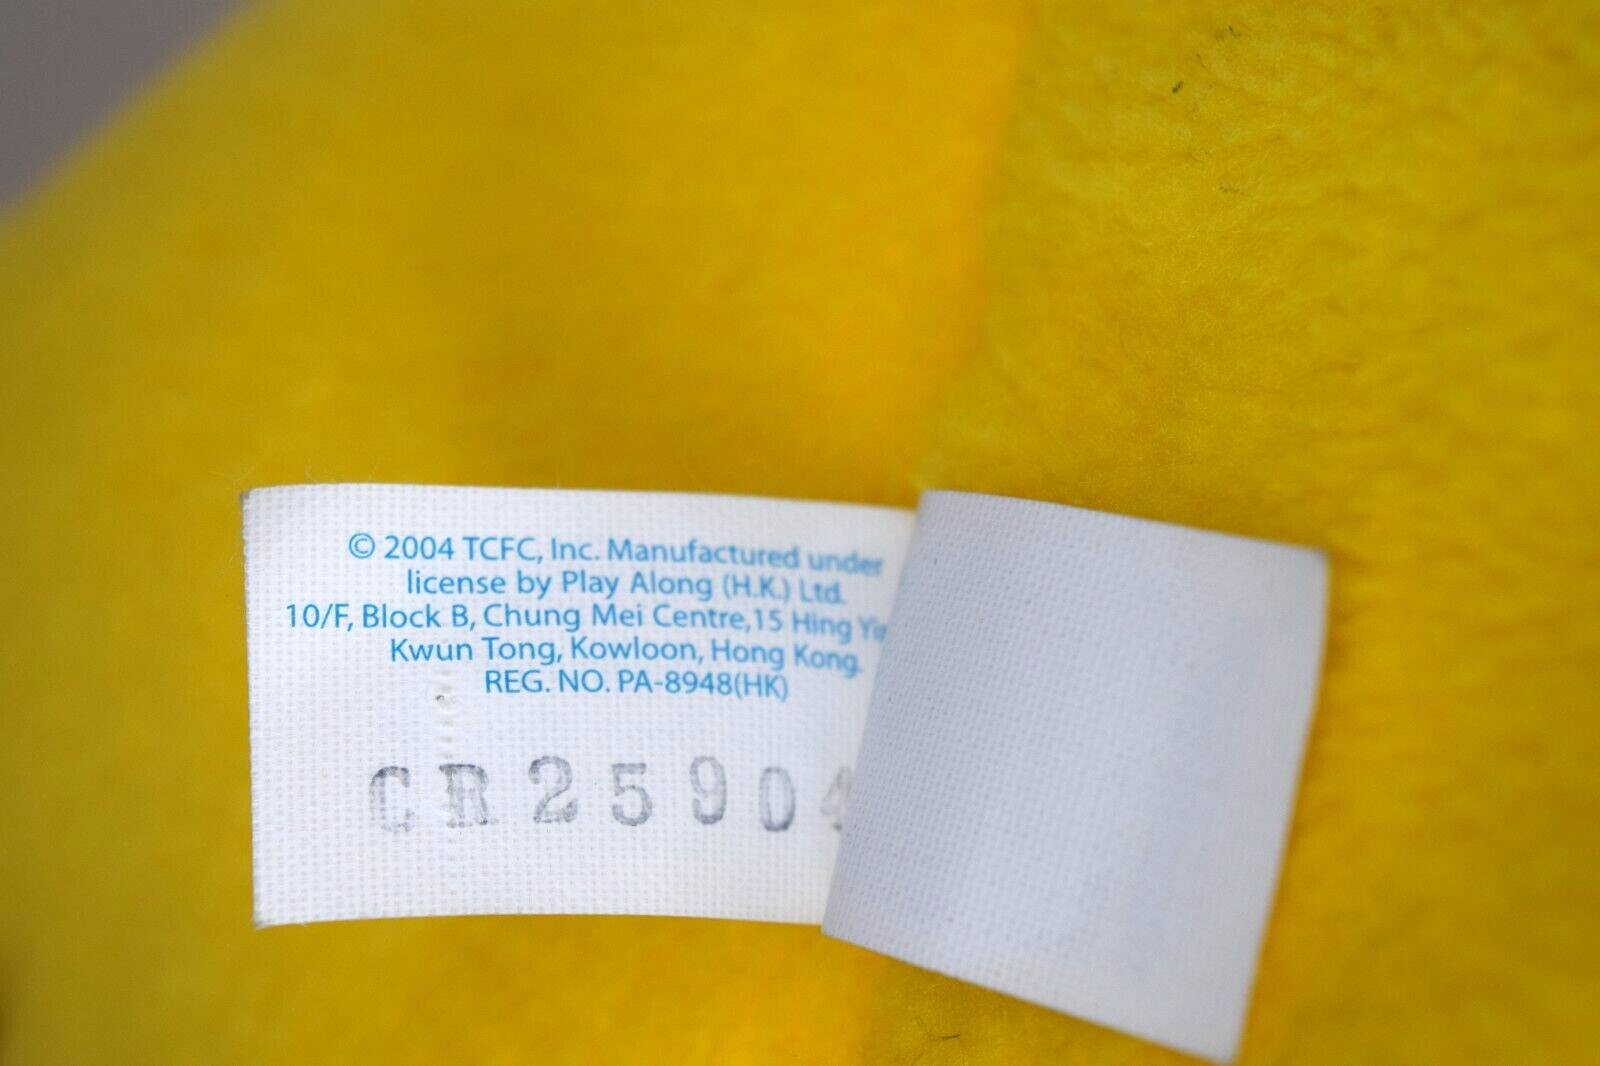 © 2004 TCFC, Inc. Manufactured under
license by Play Along (H.K.) Ltd.
10/F, Block B, Chung Mei Centre,15 Hing
Kwun Tong, Kowloon, Hong Kong.
REG. NO. PA-8948(HK)
CR2590